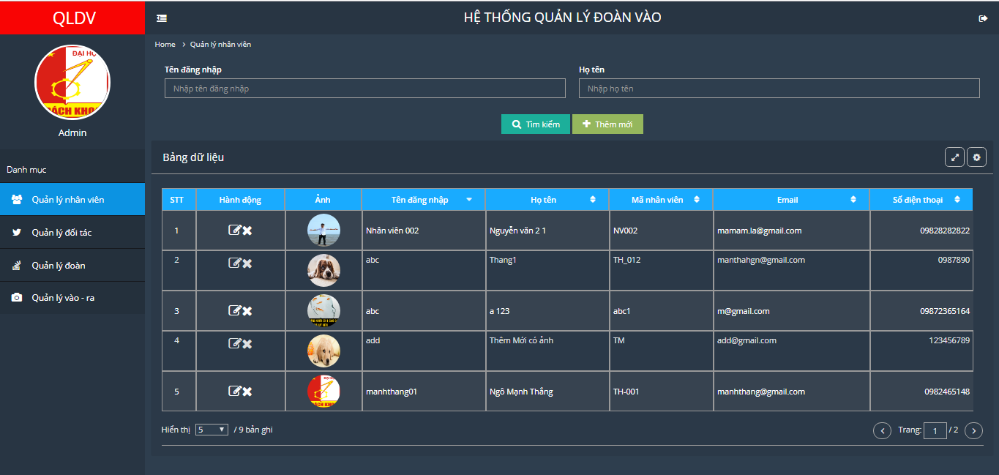 QLDV
HỆ THỐNG QUẢN LÝ ĐOÀN VÀO
ĐẠI HỌ
BÁCH KHOA
Admin
Danh mục
Quản lý nhân viên
Quản lý đối tác
Quản lý đoàn
Quản lý vào - ra
Home > Quản lý nhân viên
Tên đăng nhập Họ tên
Nhập tên đăng nhập Nhập họ tên
Tìm kiếm Thêm mới
Bảng dữ liệu
STT Hành động Ảnh Tên đăng nhập Họ tên Mã nhân viên Email Số điện thoại
1 Nhân viên 002 Nguyễn văn 2 1 NV002 mamam.la@gmail.com 09828282822
2 abc Thang1 TH_012 manthahgn@gmail.com 0987890
3 abc a 123 abc1 m@gmail.com 09872365164
4 add Thêm Mới có ảnh TM add@gmail.com 123456789
5 manhthang01 Ngô Mạnh Thắng TH-001 manhthang@gmail.com 0982465148
Hiển thị 5 / 9 bản ghi Trang: 1 / 2